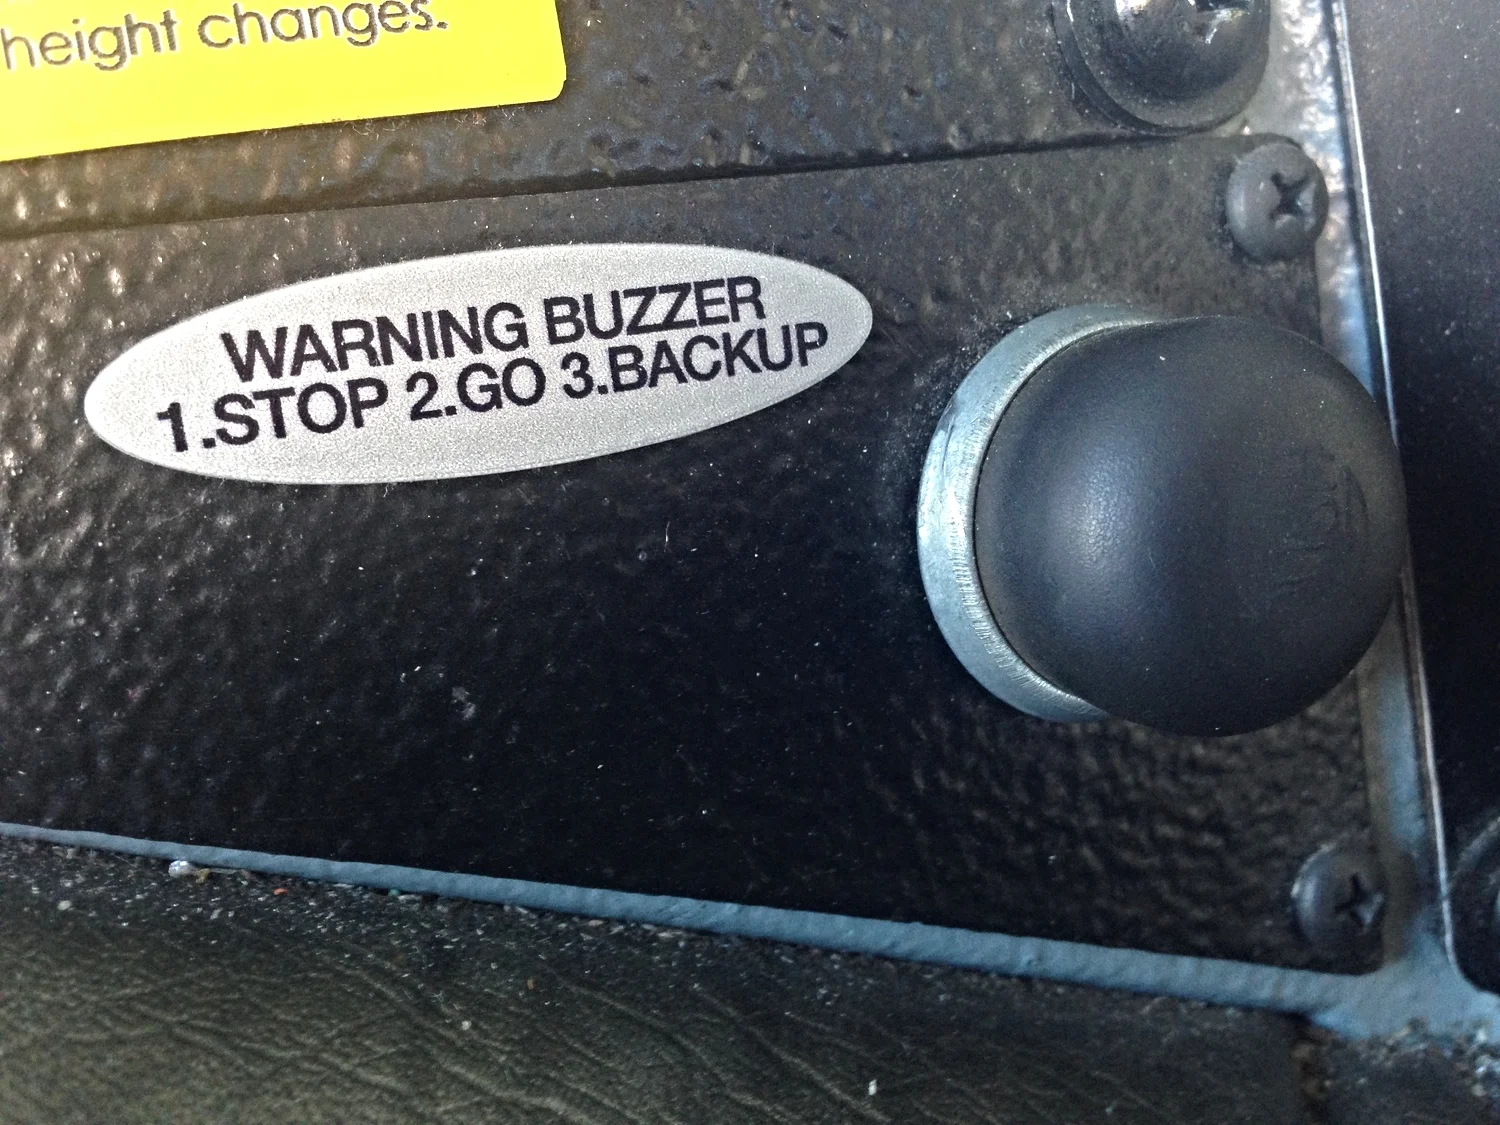 height changes.
WARNING BUZZER
1.STOP 2.GO 3.BACKUP